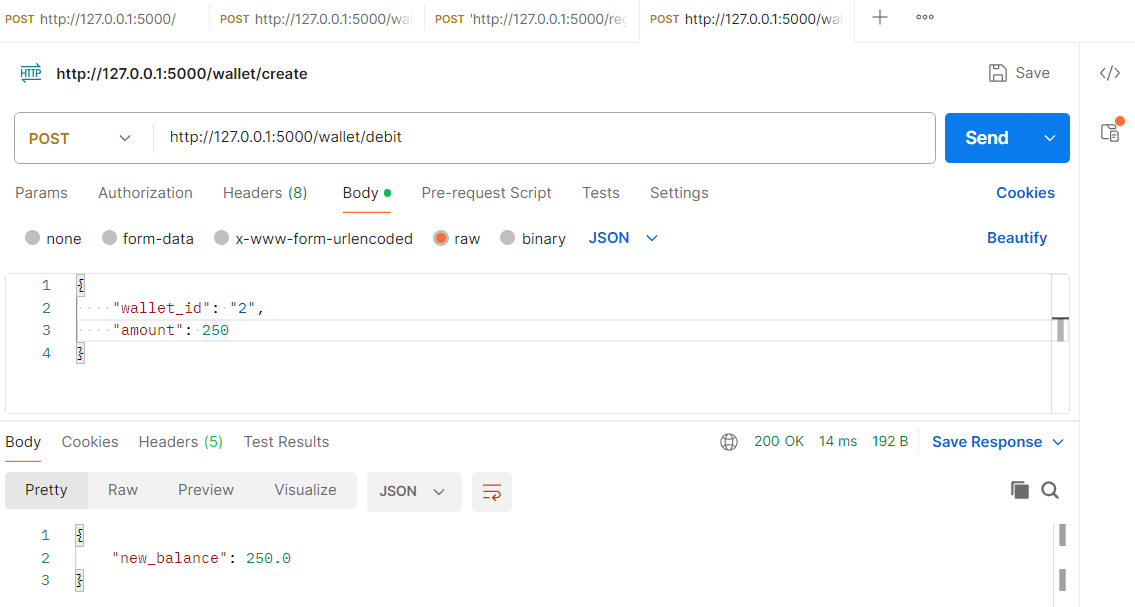 POST http://127.0.0.1:5000/ POST http://127.0.0.1:5000/wal POST 'http://127.0.0.1:5000/reg POST http://127.0.0.1:5000/wal
HTTP http://127.0.0.1:5000/wallet/create Save </>
POST http://127.0.0.1:5000/wallet/debit Send
Params Authorization Headers (8) Body Pre-request Script Tests Settings Cookies
none form-data x-www-form-urlencoded raw binary JSON Beautify
1 {
2 "wallet_id": "2",
3 "amount": 250
4 }
Body Cookies Headers (5) Test Results 200 OK 14 ms 192 B Save Response
Pretty Raw Preview Visualize JSON
1 {
2 "new_balance": 250.0
3 }